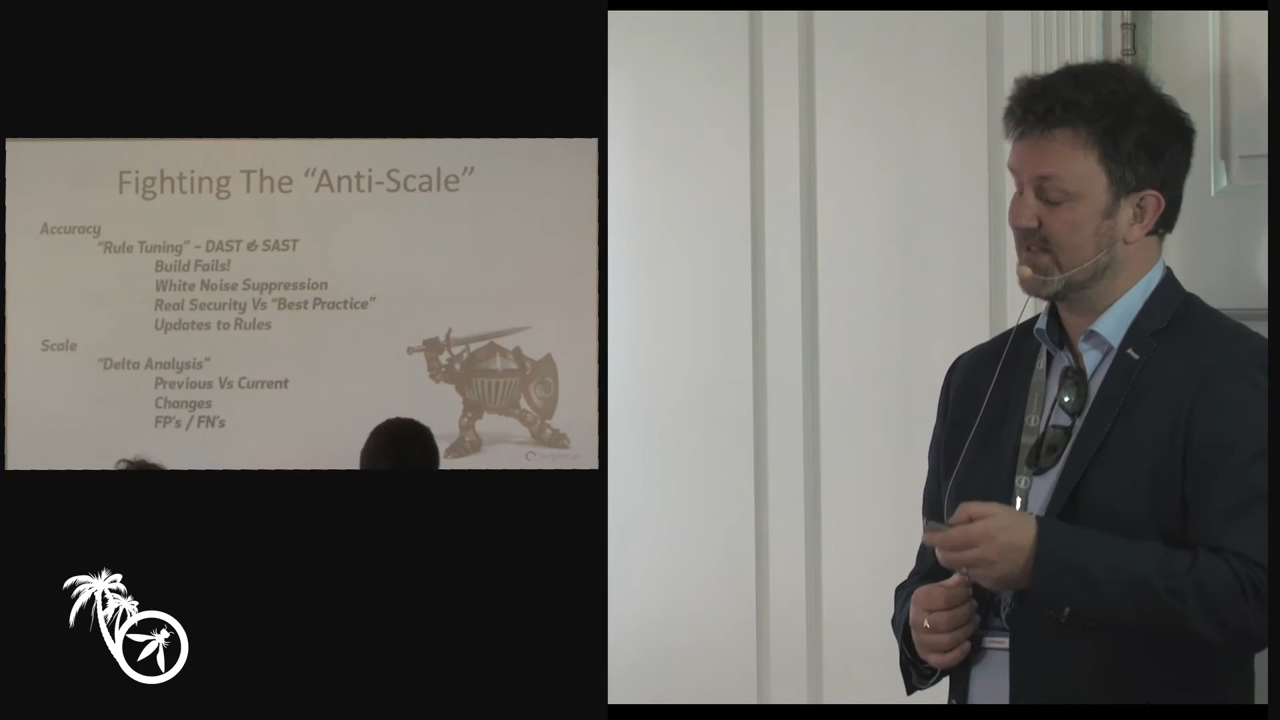 Fighting The “Anti-Scale”
Accuracy
“Rule Tuning” – DAST & SAST
Build Fails!
White Noise Suppression
Real Security Vs “Best Practice”
Updates to Rules
Scale
“Delta Analysis”
Previous Vs Current
Changes
FP's / FN's